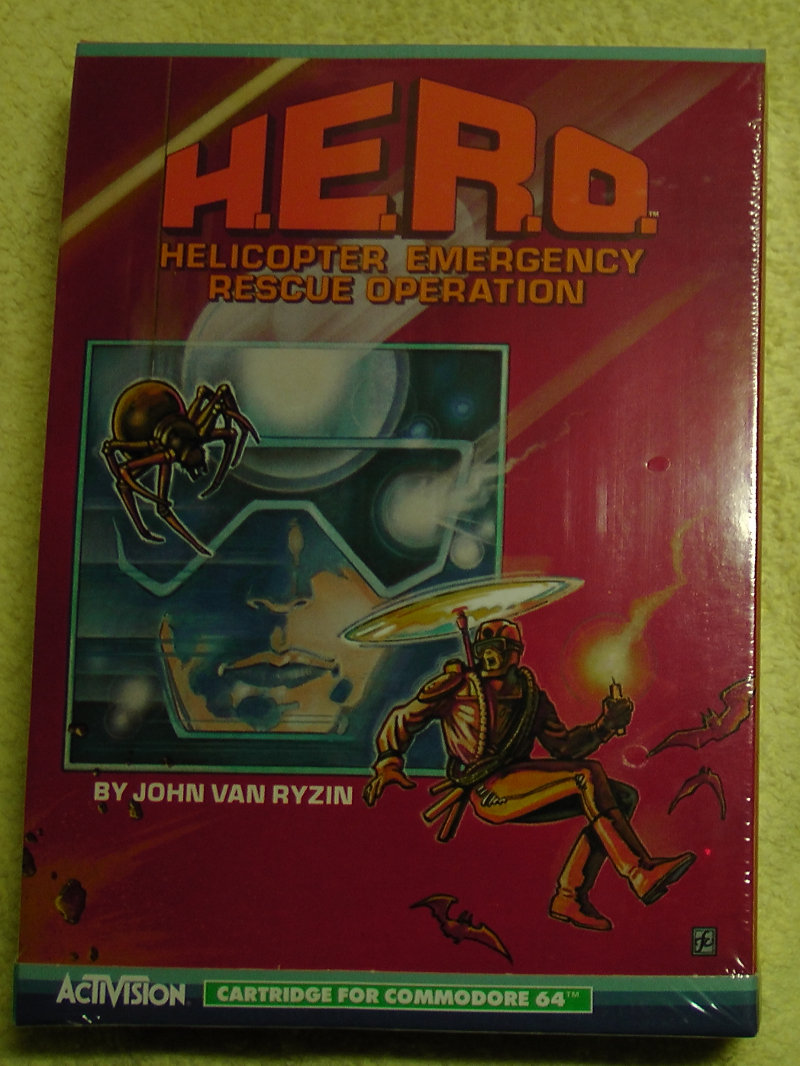 H.E.R.O.™
HELICOPTER EMERGENCY
RESCUE OPERATION
BY JOHN VAN RYZIN
ACTIVISION
CARTRIDGE FOR COMMODORE 64™